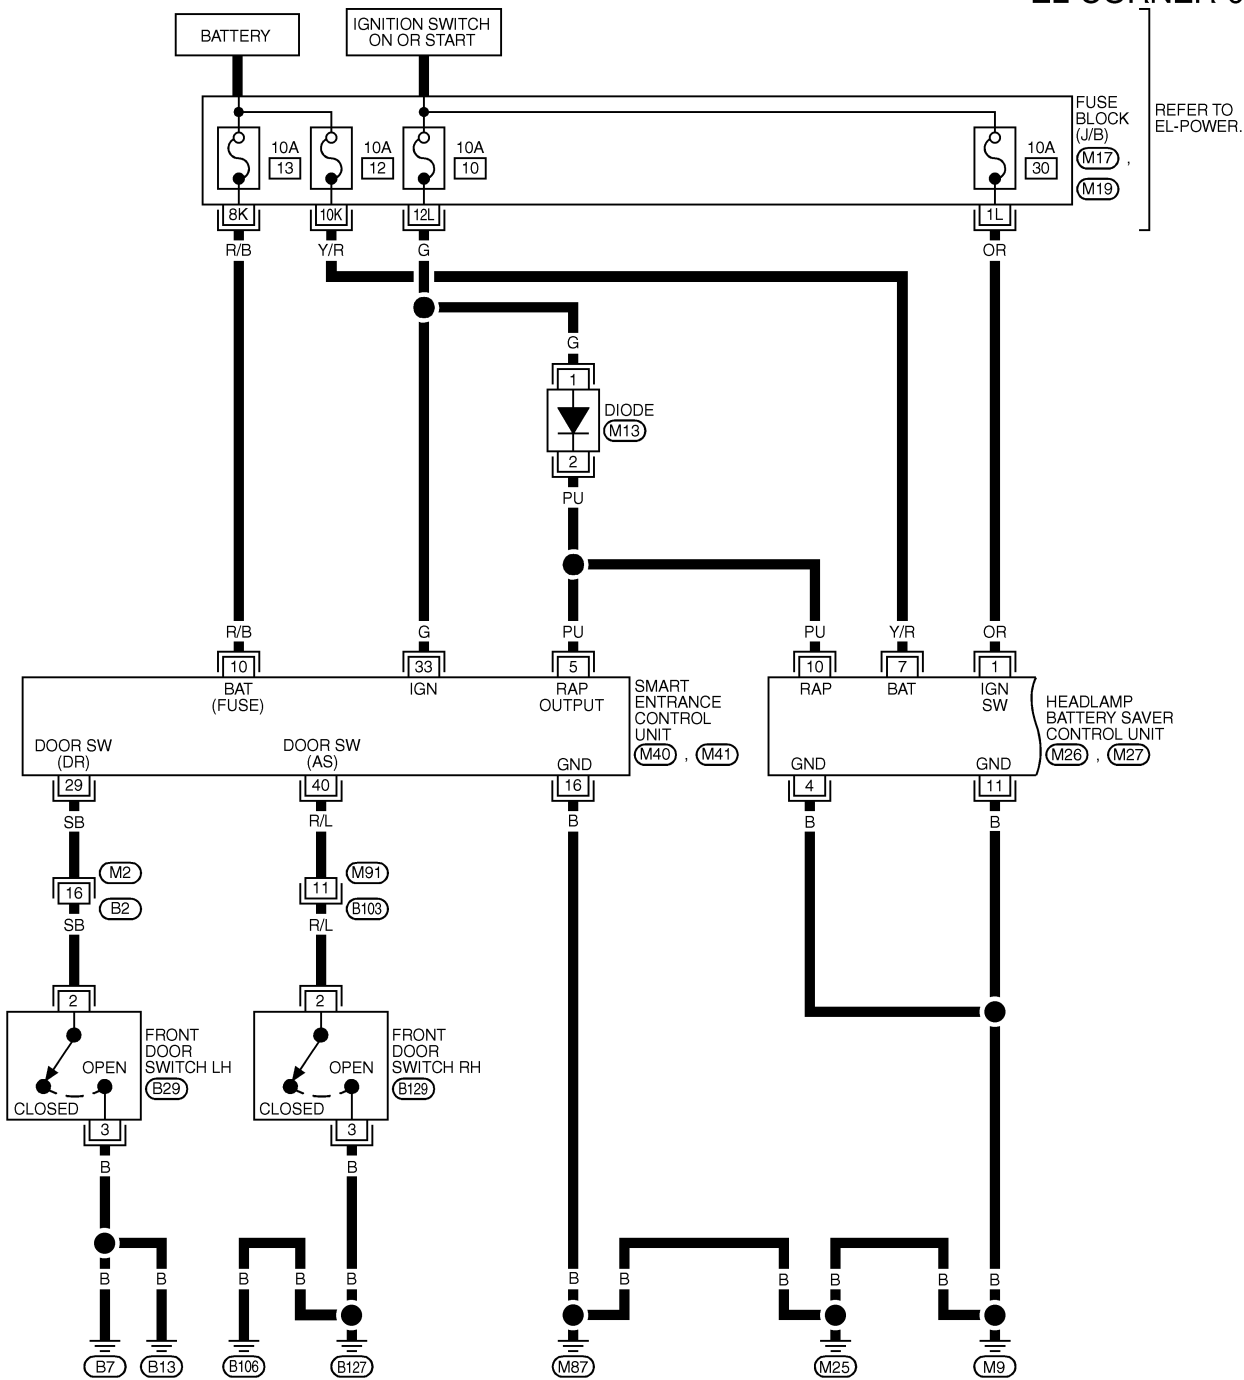 BATTERY
IGNITION SWITCH
ON OR START
FUSE
BLOCK
(J/B)
M17 ,
M19
REFER TO
EL-POWER.
10A
13
10A
12
10A
10
10A
30
8K
10K
12L
1L
R/B
Y/R
G
OR
G
1
DIODE
M13
2
PU
R/B
G
PU
PU
Y/R
OR
10
33
5
10
7
1
BAT
(FUSE)
IGN
RAP
OUTPUT
SMART
ENTRANCE
CONTROL
UNIT
M40 , M41
RAP
BAT
IGN
SW
HEADLAMP
BATTERY SAVER
CONTROL UNIT
M26 , M27
DOOR SW
(DR)
DOOR SW
(AS)
GND
GND
GND
29
40
16
4
11
SB
R/L
B
B
B
M2
16
B2
M91
11
B103
SB
R/L
2
2
OPEN
CLOSED
FRONT
DOOR
SWITCH LH
B29
OPEN
CLOSED
FRONT
DOOR
SWITCH RH
B129
3
3
B
B
B
B
B
B
B
B
B
B
B
B
B
B7
B13
B106
B127
M87
M25
M9